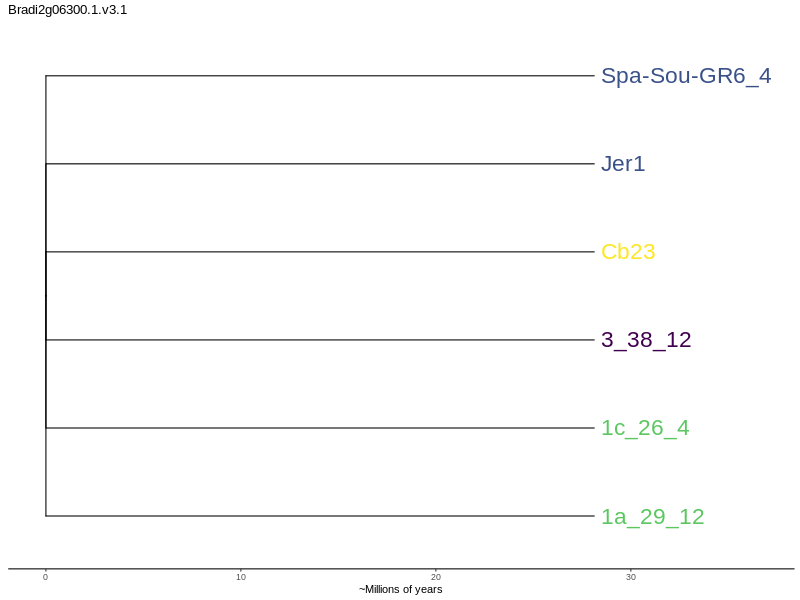 Bradi2g06300.1.v3.1
Spa-Sou-GR6_4
Jer1
Cb23
3_38_12
1c_26_4
1a_29_12
0 10 20 30
~Millions of years